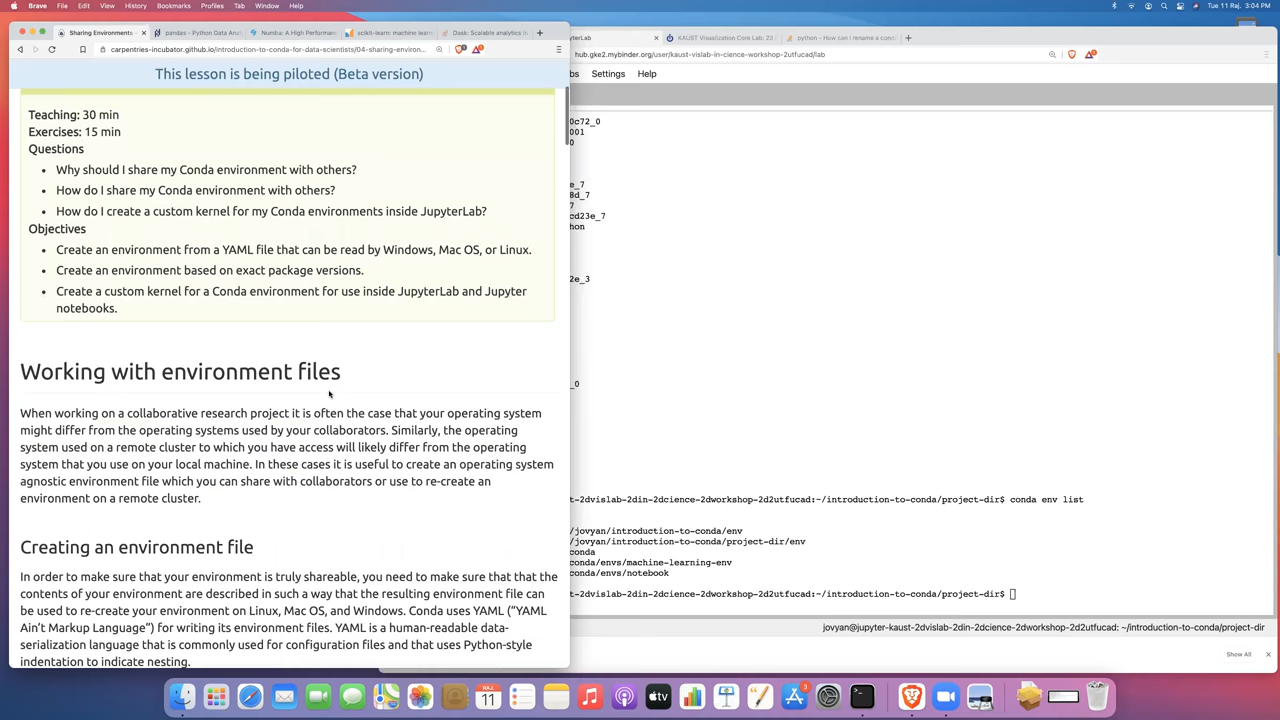 Brave File Edit View History Bookmarks Profiles Tab Window Help
Tue 11 Raj. 3:04 PM
Sharing Environments
pandas - Python Data Ana
Numba: A High Performan
scikit-learn: machine learn
Dask: Scalable analytics i
carpentries-incubator.github.io/introduction-to-conda-for-data-scientists/04-sharing-environ...
This lesson is being piloted (Beta version)
Teaching: 30 min
Exercises: 15 min
Questions
Why should I share my Conda environment with others?
How do I share my Conda environment with others?
How do I create a custom kernel for my Conda environments inside JupyterLab?
Objectives
Create an environment from a YAML file that can be read by Windows, Mac OS, or Linux.
Create an environment based on exact package versions.
Create a custom kernel for a Conda environment for use inside JupyterLab and Jupyter
notebooks.
Working with environment files
When working on a collaborative research project it is often the case that your operating system
might differ from the operating systems used by your collaborators. Similarly, the operating
system used on a remote cluster to which you have access will likely differ from the operating
system that you use on your local machine. In these cases it is useful to create an operating system
agnostic environment file which you can share with collaborators or use to re-create an
environment on a remote cluster.
Creating an environment file
In order to make sure that your environment is truly shareable, you need to make sure that that the
contents of your environment are described in such a way that the resulting environment file can
be used to re-create your environment on Linux, Mac OS, and Windows. Conda uses YAML ("YAML
Ain't Markup Language") for writing its environment files. YAML is a human-readable data-
serialization language that is commonly used for configuration files and that uses Python-style
indentation to indicate nesting.
yterLab
KAUST Visualization Core Lab: 22
python - How can I rename a cond
hub.gke2.mybinder.org/user/kaust-vislab-in-cience-workshop-2utfucad/lab
bs Settings Help
0c72_0
001
0
e_7
8d_7
7
cd23e_7
hon
2e_3
_0
t-2dvislab-2din-2dcience-2dworkshop-2d2utfucad:~/introduction-to-conda/project-dir$ conda env list
/jovyan/introduction-to-conda/env
/jovyan/introduction-to-conda/project-dir/env
conda
conda/envs/machine-learning-env
conda/envs/notebook
t-2dvislab-2din-2dcience-2dworkshop-2d2utfucad:~/introduction-to-conda/project-dir$
jovyan@jupyter-kaust-2dvislab-2din-2dcience-2dworkshop-2d2utfucad: ~/introduction-to-conda/project-dir
Show All
RAJ.
11
tv
3